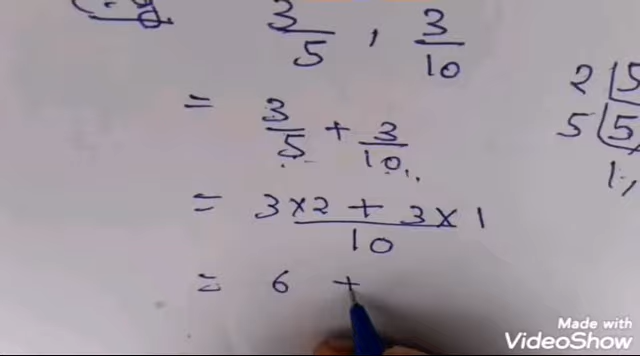 3/5 , 3/10
= 3/5 + 3/10
= 3×2 + 3×1 / 10
= 6 +
2 | 5
5 | 5
1,
Made with
VideoShow